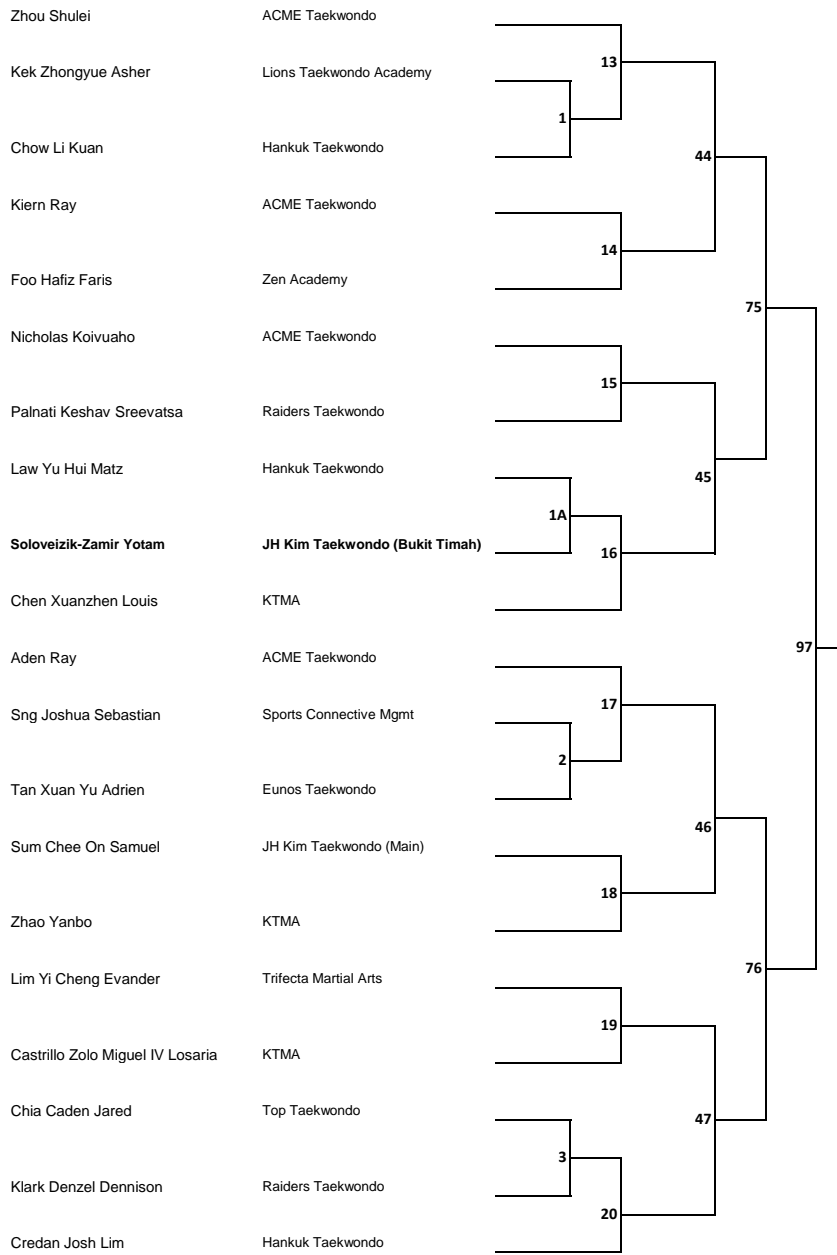 Zhou Shulei ACME Taekwondo
13
Kek Zhongyue Asher Lions Taekwondo Academy
1
Chow Li Kuan Hankuk Taekwondo
44
Kiern Ray ACME Taekwondo
14
Foo Hafiz Faris Zen Academy
75
Nicholas Koivuaho ACME Taekwondo
15
Palnati Keshav Sreevatsa Raiders Taekwondo
Law Yu Hui Matz Hankuk Taekwondo
45
1A
Soloveizik-Zamir Yotam JH Kim Taekwondo (Bukit Timah)
16
Chen Xuanzhen Louis KTMA
97
Aden Ray ACME Taekwondo
17
Sng Joshua Sebastian Sports Connective Mgmt
2
Tan Xuan Yu Adrien Eunos Taekwondo
46
Sum Chee On Samuel JH Kim Taekwondo (Main)
18
Zhao Yanbo KTMA
76
Lim Yi Cheng Evander Trifecta Martial Arts
19
Castrillo Zolo Miguel IV Losaria KTMA
Chia Caden Jared Top Taekwondo
47
3
Klark Denzel Dennison Raiders Taekwondo
20
Credan Josh Lim Hankuk Taekwondo